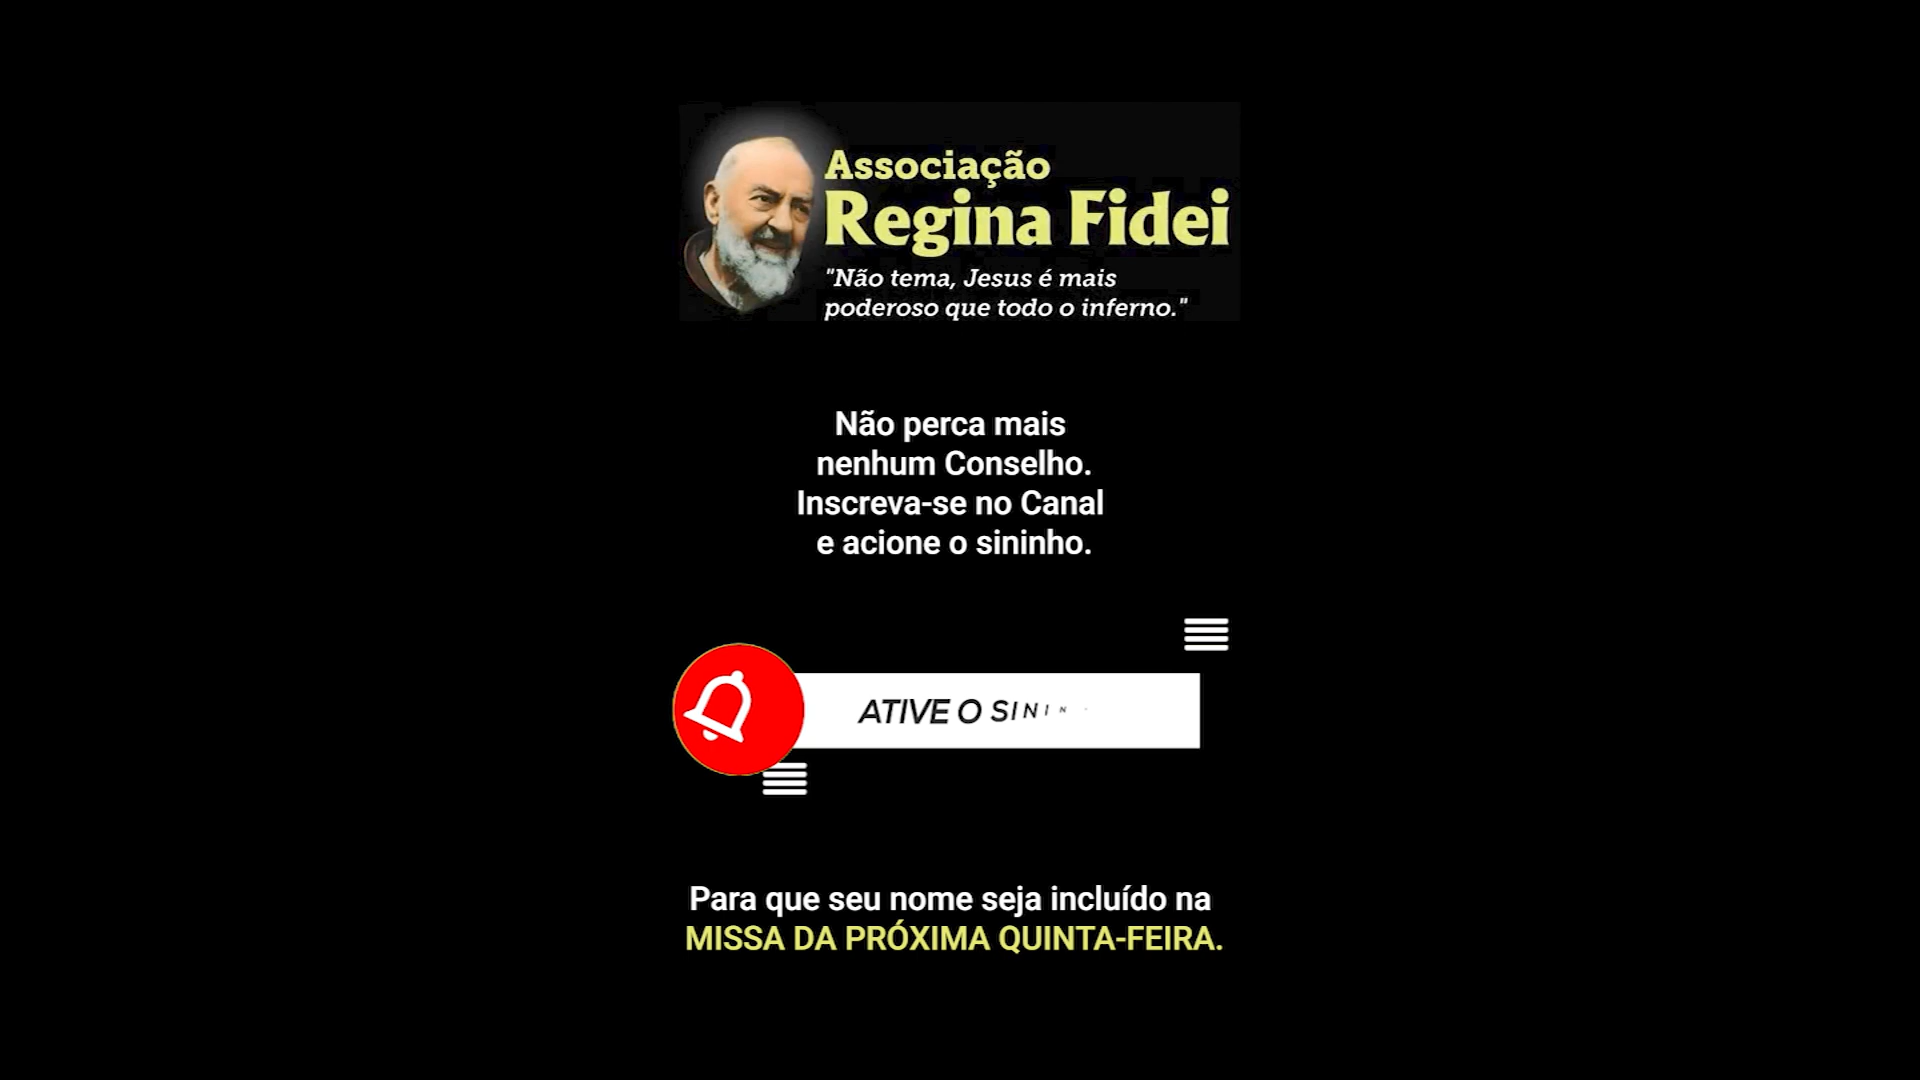 Associação
Regina Fidei
"Não tema, Jesus é mais
poderoso que todo o inferno."
Não perca mais
nenhum Conselho.
Inscreva-se no Canal
e acione o sininho.
ATIVE O SININ
Para que seu nome seja incluído na
MISSA DA PRÓXIMA QUINTA-FEIRA.